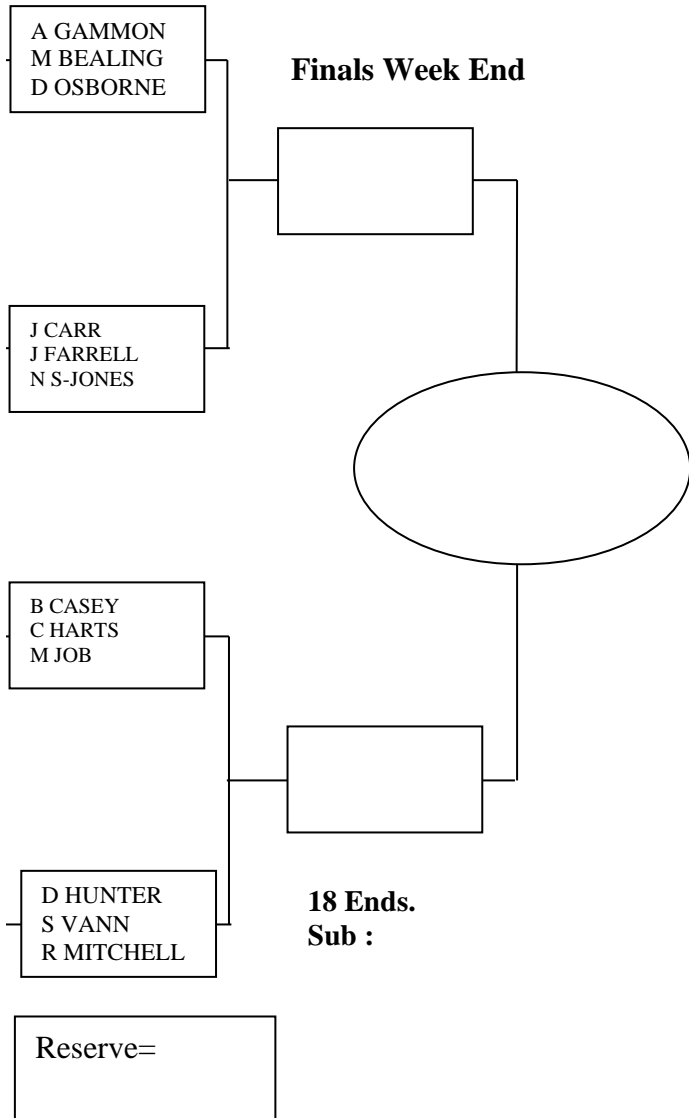 A GAMMON
M BEALING
D OSBORNE
Finals Week End
J CARR
J FARRELL
N S-JONES
B CASEY
C HARTS
M JOB
D HUNTER
S VANN
R MITCHELL
18 Ends.
Sub :
Reserve=